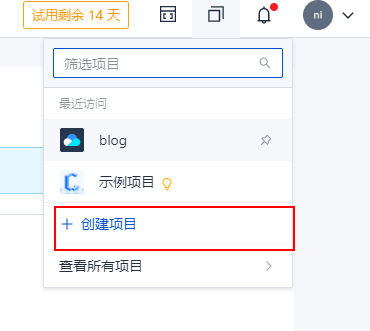 试用剩余 14 天
ni
筛选项目
最近访问
blog
示例项目
+ 创建项目
查看所有项目